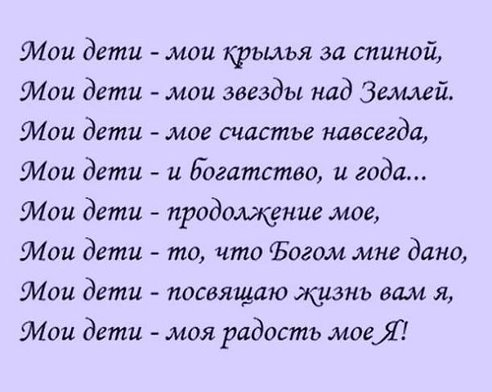 Мои дети - мои крылья за спиной,
Мои дети - мои звезды над Землей.
Мои дети - мое счастье навсегда,
Мои дети - и богатство, и года...
Мои дети - продолжение мое,
Мои дети - то, что Богом мне дано,
Мои дети - посвящаю жизнь вам я,
Мои дети - моя радость мое Я!